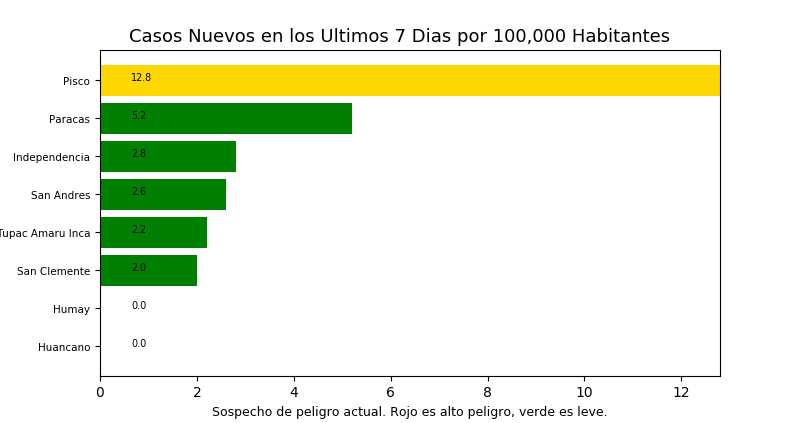 Casos Nuevos en los Ultimos 7 Dias por 100,000 Habitantes
Pisco 12.8
Paracas 5.2
Independencia 2.8
San Andres 2.6
Tupac Amaru Inca 2.2
San Clemente 2.0
Humay 0.0
Huancano 0.0
0 2 4 6 8 10 12
Sospecho de peligro actual. Rojo es alto peligro, verde es leve.